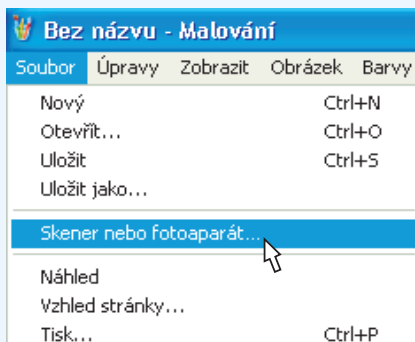 Bez názvu - Malování
Soubor Úpravy Zobrazit Obrázek Barvy
Nový Ctrl+N
Otevřít... Ctrl+O
Uložit Ctrl+S
Uložit jako...
Skener nebo fotoaparát...
Náhled
Vzhled stránky...
Tisk... Ctrl+P